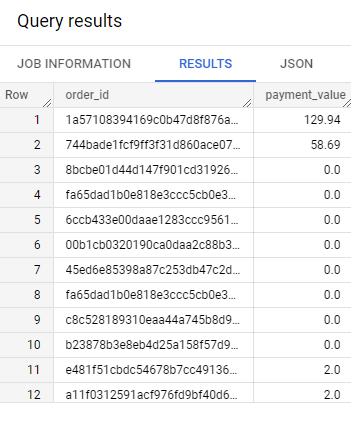 Query results
JOB INFORMATION RESULTS JSON
Row order_id payment_value
1 1a57108394169c0b47d8f876a... 129.94
2 744bade1fcf9ff3f31d860ace07... 58.69
3 8bcbe01d44d147f901cd31926... 0.0
4 fa65dad1b0e818e3ccc5cb0e3... 0.0
5 6ccb433e00daae1283ccc9561... 0.0
6 00b1cb0320190ca0daa2c88b3... 0.0
7 45ed6e85398a87c253db47c2d... 0.0
8 fa65dad1b0e818e3ccc5cb0e3... 0.0
9 c8c528189310eaa44a745b8d9... 0.0
10 b23878b3e8eb4d25a158f57d9... 0.0
11 e481f51cbdc54678b7cc49136... 2.0
12 a11f0312591acf976fd9bf40d6... 2.0